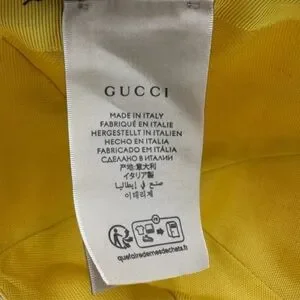 GUCCI
MADE IN ITALY
FABRIQUÉ EN ITALIE
HERGESTELLT IN ITALIEN
HECHO EN ITALIA
FABRICADO EM ITÁLIA
СДЕЛАНО В ИТАЛИИ
产地:意大利
イタリア製
صنع في إيطاليا
이태리제
FR
quefairedemesdechets.fr